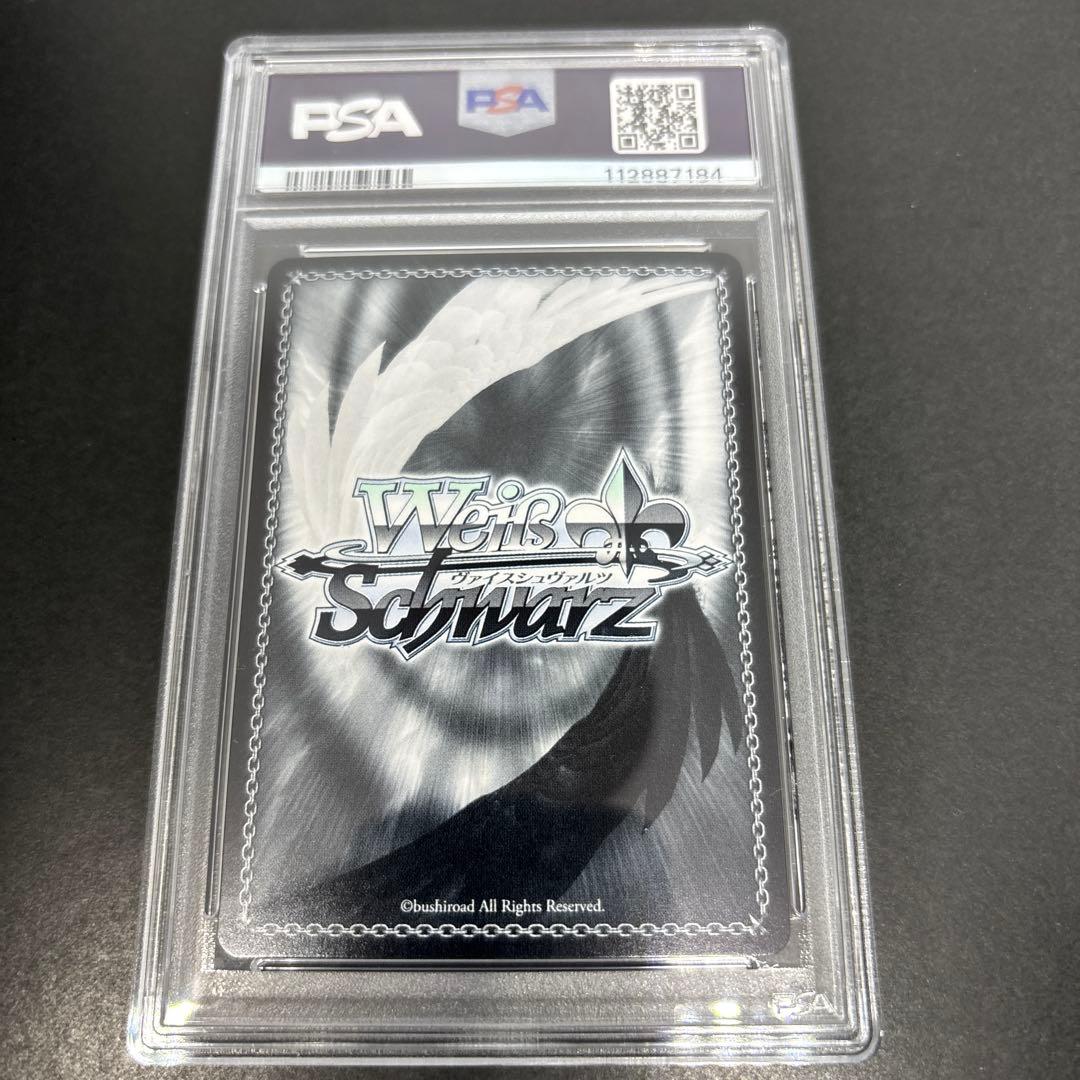 PSA
PSA
112887184
Weiß
ヴァイスシュヴァルツ
Schwarz
©bushiroad All Rights Reserved.
PSA